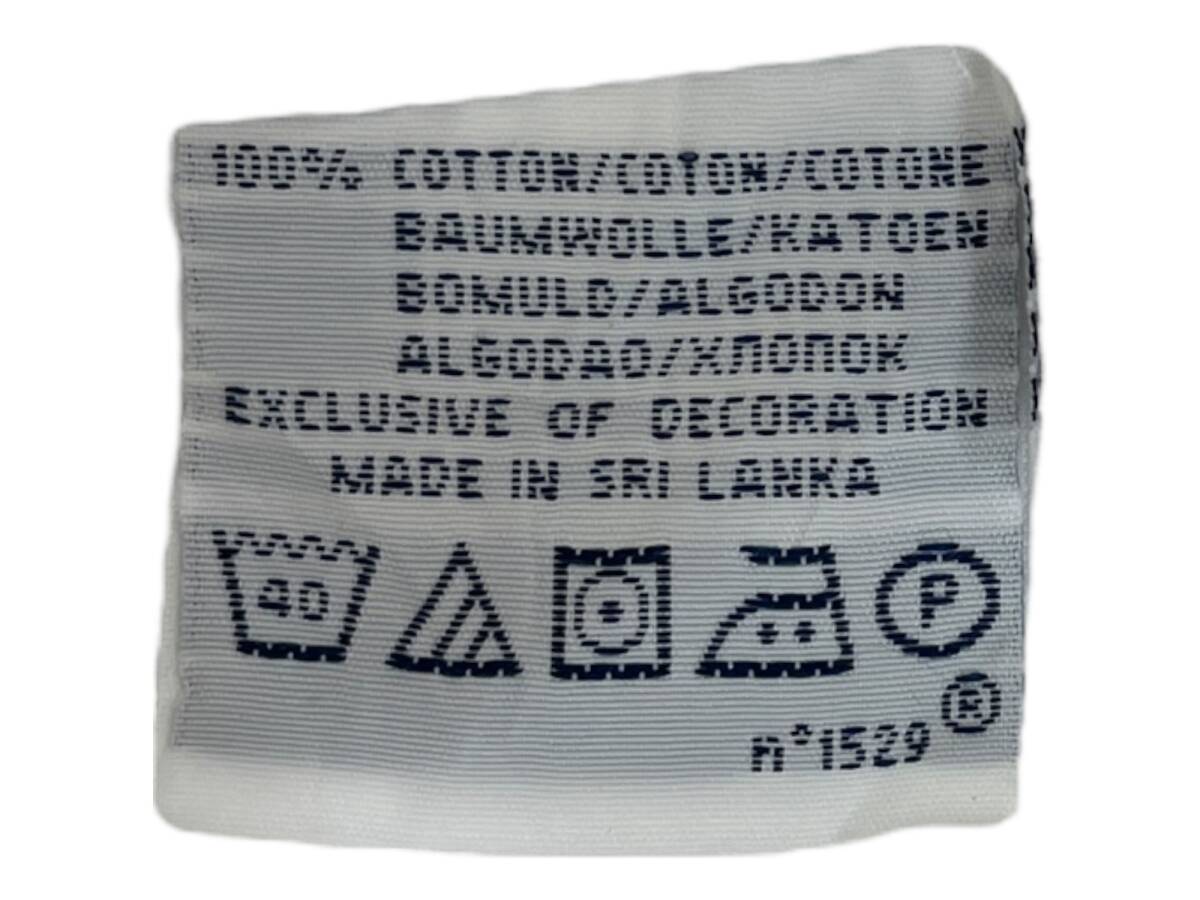 100% COTTON/COTON/COTONE
BAUMWOLLE/KATOEN
BOMULD/ALGODON
ALGODAO/ХЛОПОК
EXCLUSIVE OF DECORATION
MADE IN SRI LANKA
40 P
®
n°1529